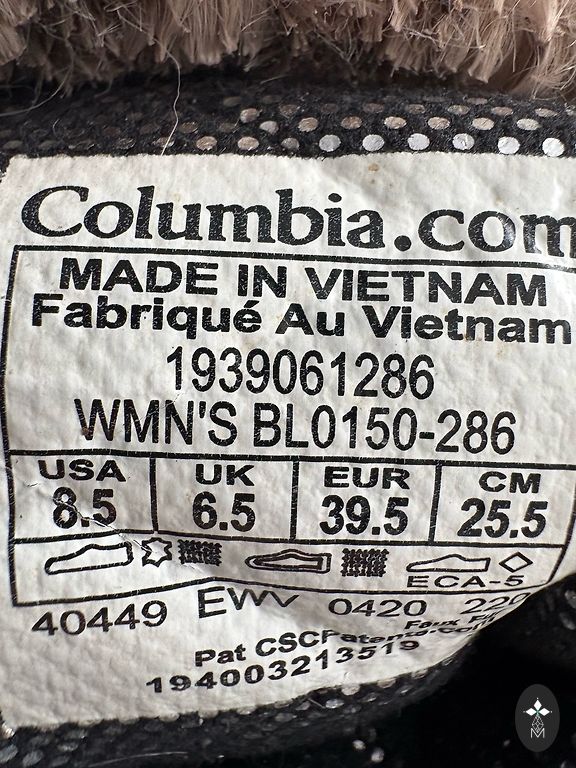 Columbia.com
MADE IN VIETNAM
Fabriqué Au Vietnam
1939061286
WMN'S BL0150-286
USA UK EUR CM
8.5 6.5 39.5 25.5
ECA-5
40449 EWV 0420 220
Faux
Pat CSCPatents.com
194003213519
M